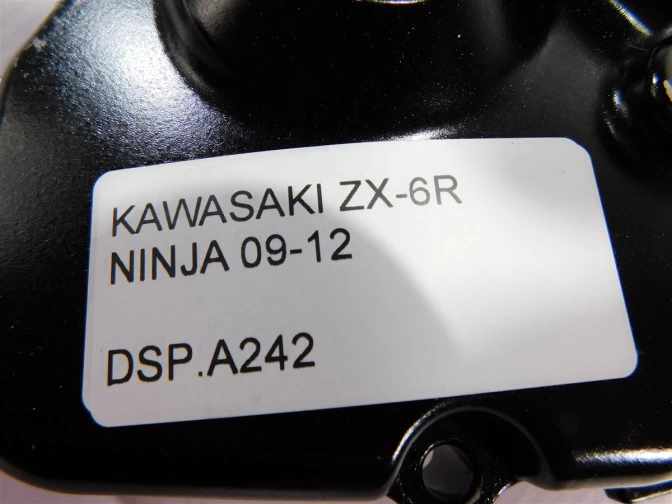 KAWASAKI ZX-6R
NINJA 09-12
DSP.A242